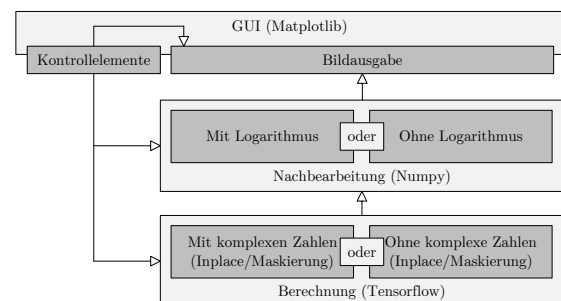 GUI (Matplotlib)
Kontrollelemente
Bildausgabe
Mit Logarithmus
oder
Ohne Logarithmus
Nachbearbeitung (Numpy)
Mit komplexen Zahlen
(Inplace/Maskierung)
oder
Ohne komplexe Zahlen
(Inplace/Maskierung)
Berechnung (Tensorflow)